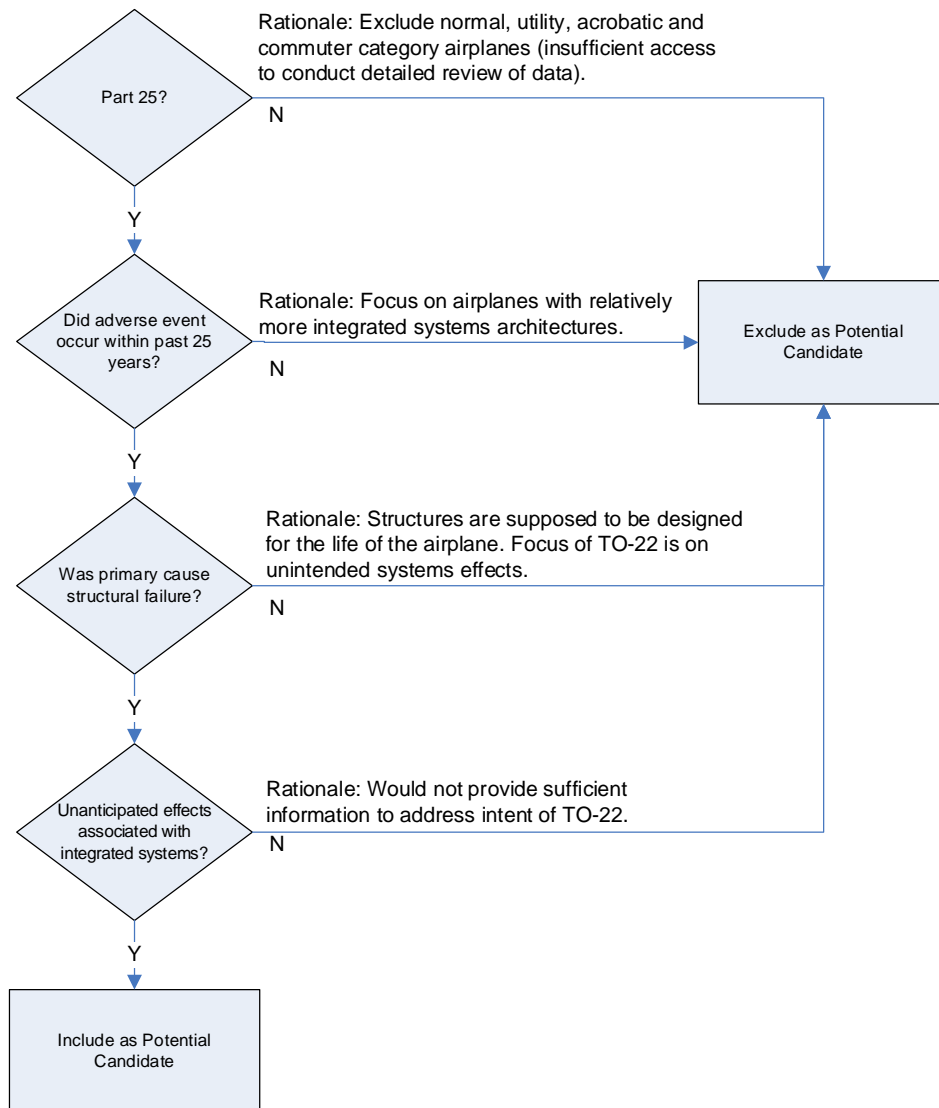 Rationale: Exclude normal, utility, acrobatic and
commuter category airplanes (insufficient access
to conduct detailed review of data).
Part 25?
N
Y
Rationale: Focus on airplanes with relatively
more integrated systems architectures.
Did adverse event
occur within past 25
years?
N
Exclude as Potential
Candidate
Y
Rationale: Structures are supposed to be designed
for the life of the airplane. Focus of TO-22 is on
unintended systems effects.
Was primary cause
structural failure?
N
Y
Rationale: Would not provide sufficient
information to address intent of TO-22.
Unanticipated effects
associated with
integrated systems?
N
Y
Include as Potential
Candidate